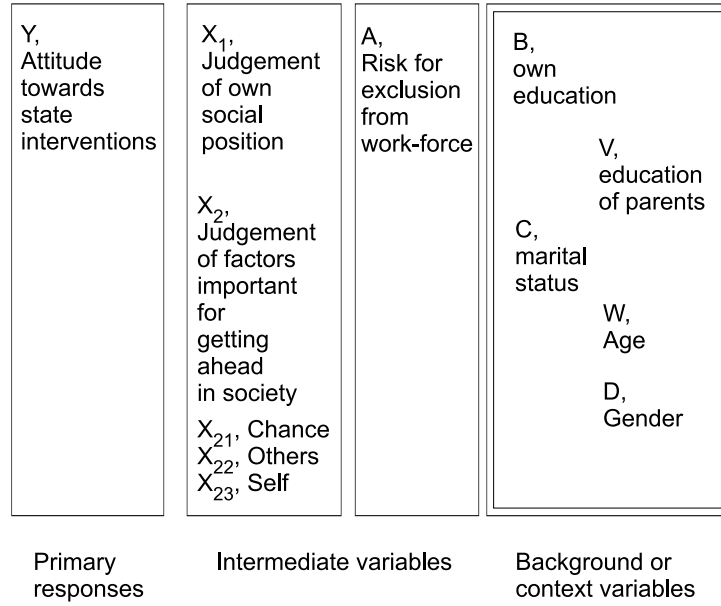 Y,
Attitude
towards
state
interventions
X1,
Judgement
of own
social
position
X2,
Judgement
of factors
important
for
getting
ahead
in society
X21, Chance
X22, Others
X23, Self
A,
Risk for
exclusion
from
work-force
B,
own
education
V,
education
of parents
C,
marital
status
W,
Age
D,
Gender
Primary
responses
Intermediate variables
Background or
context variables